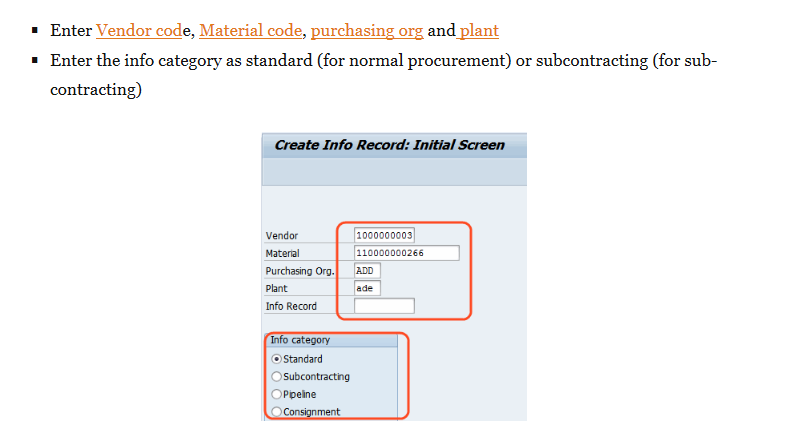 ▪ Enter Vendor code, Material code, purchasing org and plant
▪ Enter the info category as standard (for normal procurement) or subcontracting (for sub-
contracting)
Create Info Record: Initial Screen
Vendor 1000000003
Material 110000000266
Purchasing Org. ADD
Plant ade
Info Record
Info category
Standard
Subcontracting
Pipeline
Consignment